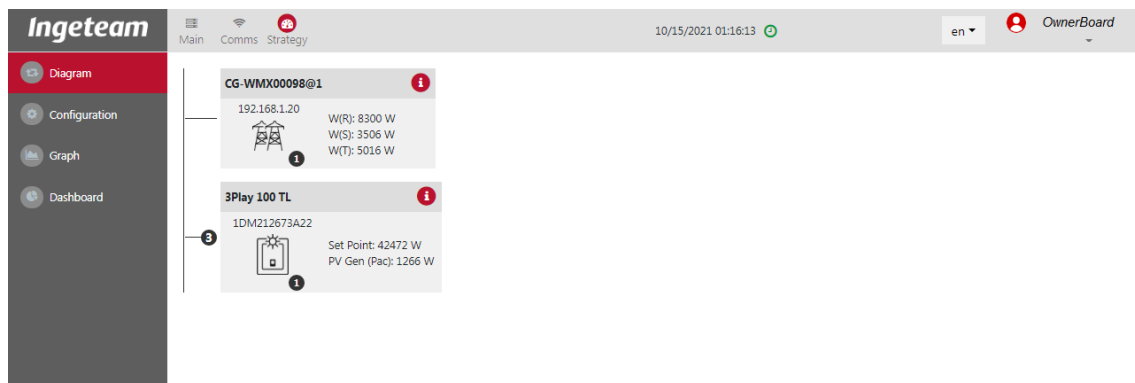 Ingeteam
Main Comms Strategy
10/15/2021 01:16:13
en
OwnerBoard
Diagram
Configuration
Graph
Dashboard
CG-WMX00098@1
i
192.168.1.20
W(R): 8300 W
W(S): 3506 W
W(T): 5016 W
1
3Play 100 TL
i
3
1DM212673A22
Set Point: 42472 W
PV Gen (Pac): 1266 W
1